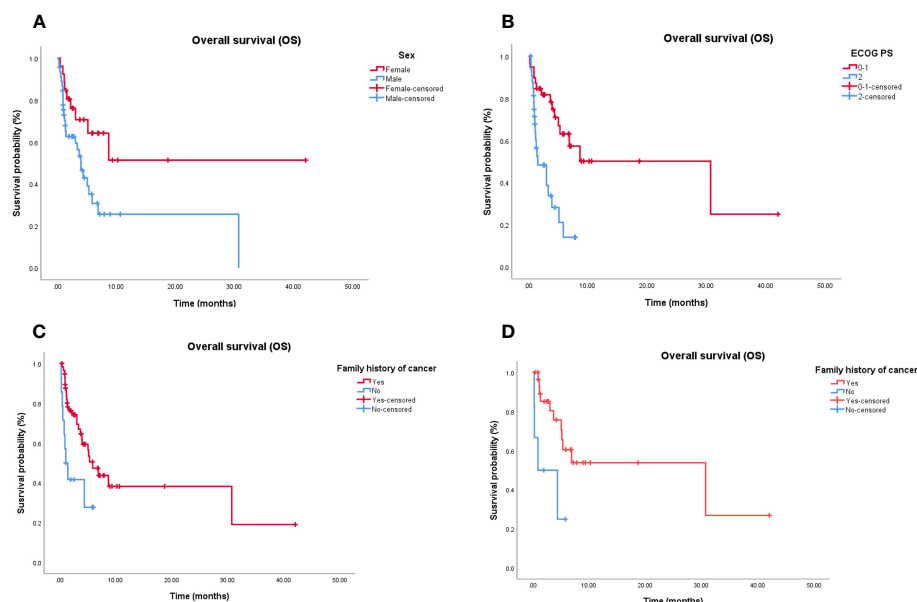 A
Overall survival (OS)
Sex
Female
Male
Female-censored
Male-censored
Susrvival probability (%)
1.0
0.8
0.6
0.4
0.2
0.0
.00 10.00 20.00 30.00 40.00 50.00
Time (months)
B
Overall survival (OS)
ECOG PS
0-1
2
0-1-censored
2-censored
Susrvival probability (%)
1.0
0.8
0.6
0.4
0.2
0.0
.00 10.00 20.00 30.00 40.00 50.00
Time (months)
C
Overall survival (OS)
Family history of cancer
Yes
No
Yes-censored
No-censored
Susrvival probability (%)
1.0
0.8
0.6
0.4
0.2
0.0
.00 10.00 20.00 30.00 40.00 50.00
Time (months)
D
Overall survival (OS)
Family history of cancer
Yes
No
Yes-censored
No-censored
Susrvival probability (%)
1.0
0.8
0.6
0.4
0.2
0.0
.00 10.00 20.00 30.00 40.00 50.00
Time (months)